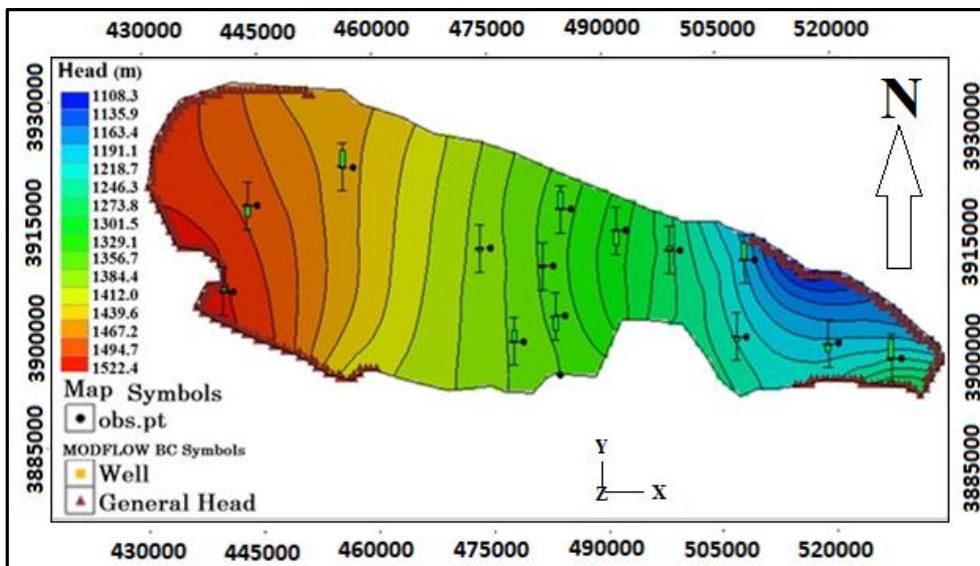 430000 445000 460000 475000 490000 505000 520000
Head (m)
1108.3
1135.9
1163.4
1191.1
1218.7
1246.3
1273.8
1301.5
1329.1
1356.7
1384.4
1412.0
1439.6
1467.2
1494.7
1522.4
Map Symbols
obs.pt
MODFLOW BC Symbols
Well
General Head
3930000
3915000
3900000
3885000
N
Y
Z X
3930000
3915000
3900000
3885000
430000 445000 460000 475000 490000 505000 520000